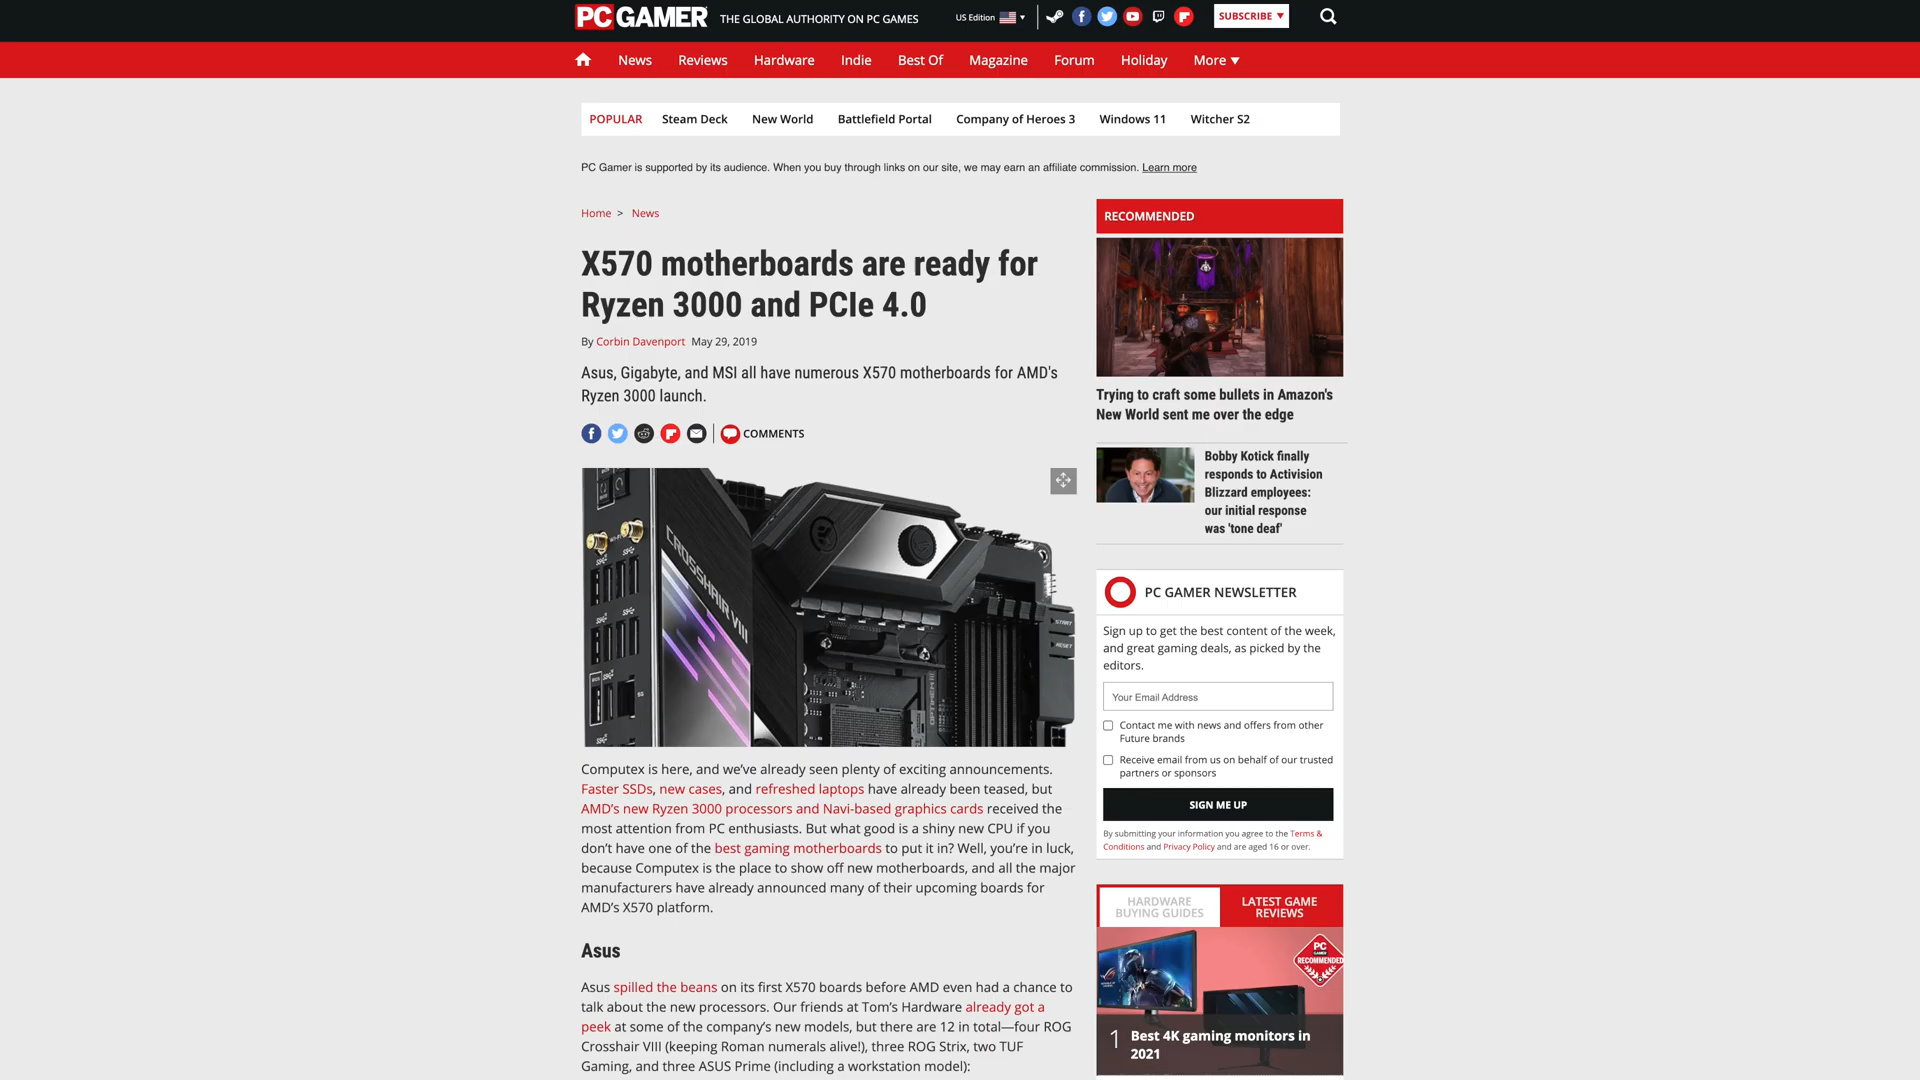 PC GAMER
THE GLOBAL AUTHORITY ON PC GAMES
US Edition
SUBSCRIBE
News Reviews Hardware Indie Best Of Magazine Forum Holiday More
POPULAR Steam Deck New World Battlefield Portal Company of Heroes 3 Windows 11 Witcher S2
PC Gamer is supported by its audience. When you buy through links on our site, we may earn an affiliate commission. Learn more
Home > News
X570 motherboards are ready for
Ryzen 3000 and PCIe 4.0
By Corbin Davenport May 29, 2019
Asus, Gigabyte, and MSI all have numerous X570 motherboards for AMD's
Ryzen 3000 launch.
COMMENTS
CROSSHAIR VIII
START
RESET
Computex is here, and we’ve already seen plenty of exciting announcements.
Faster SSDs, new cases, and refreshed laptops have already been teased, but
AMD’s new Ryzen 3000 processors and Navi-based graphics cards received the
most attention from PC enthusiasts. But what good is a shiny new CPU if you
don’t have one of the best gaming motherboards to put it in? Well, you’re in luck,
because Computex is the place to show off new motherboards, and all the major
manufacturers have already announced many of their upcoming boards for
AMD’s X570 platform.
Asus
Asus spilled the beans on its first X570 boards before AMD even had a chance to
talk about the new processors. Our friends at Tom’s Hardware already got a
peek at some of the company’s new models, but there are 12 in total—four ROG
Crosshair VIII (keeping Roman numerals alive!), three ROG Strix, two TUF
Gaming, and three ASUS Prime (including a workstation model):
RECOMMENDED
Trying to craft some bullets in Amazon's
New World sent me over the edge
Bobby Kotick finally
responds to Activision
Blizzard employees:
our initial response
was 'tone deaf'
PC GAMER NEWSLETTER
Sign up to get the best content of the week,
and great gaming deals, as picked by the
editors.
Your Email Address
Contact me with news and offers from other
Future brands
Receive email from us on behalf of our trusted
partners or sponsors
SIGN ME UP
By submitting your information you agree to the Terms &
Conditions and Privacy Policy and are aged 16 or over.
HARDWARE
BUYING GUIDES
LATEST GAME
REVIEWS
PC
GAMER
RECOMMENDED
1 Best 4K gaming monitors in
2021